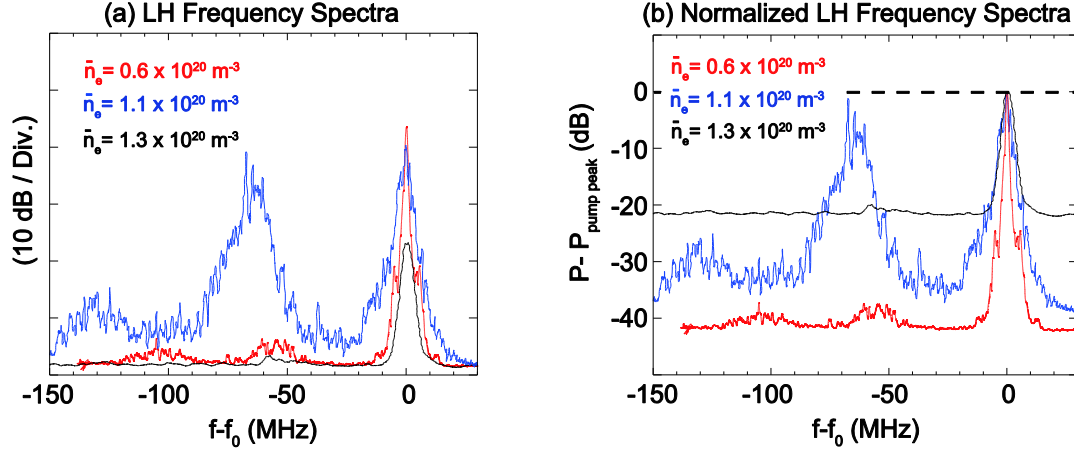 (a) LH Frequency Spectra
n̄e= 0.6 x 10²⁰ m⁻³
n̄e= 1.1 x 10²⁰ m⁻³
n̄e= 1.3 x 10²⁰ m⁻³
(10 dB / Div.)
-150 -100 -50 0
f-f₀ (MHz)
(b) Normalized LH Frequency Spectra
n̄e= 0.6 x 10²⁰ m⁻³
n̄e= 1.1 x 10²⁰ m⁻³
n̄e= 1.3 x 10²⁰ m⁻³
P- Ppump peak (dB)
0
-10
-20
-30
-40
-150 -100 -50 0
f-f₀ (MHz)